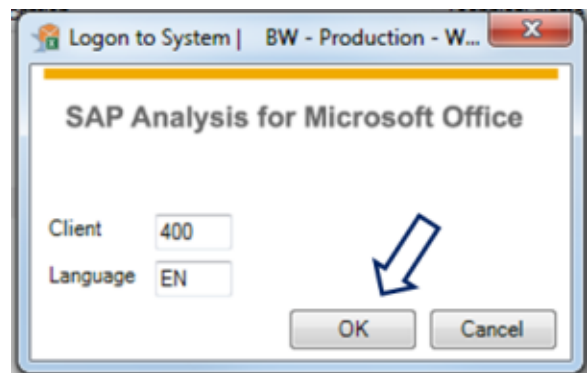 Logon to System | BW - Production - W...
SAP Analysis for Microsoft Office
Client 400
Language EN
OK Cancel